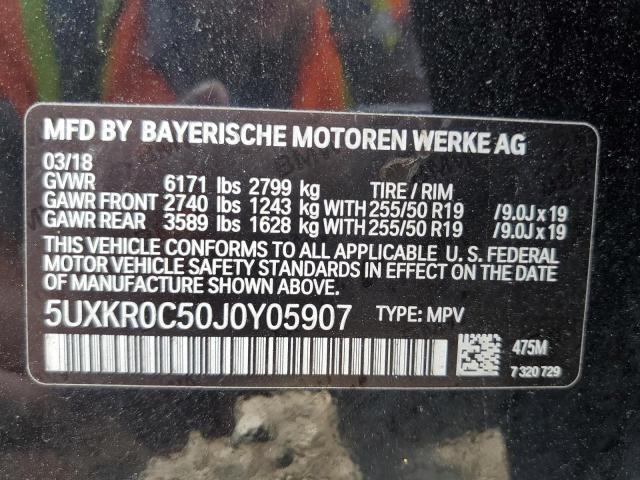 MFD BY BAYERISCHE MOTOREN WERKE AG
03/18
GVWR 6171 lbs 2799 kg TIRE / RIM
GAWR FRONT 2740 lbs 1243 kg WITH 255/50 R19 /9.0J x 19
GAWR REAR 3589 lbs 1628 kg WITH 255/50 R19 /9.0J x 19
THIS VEHICLE CONFORMS TO ALL APPLICABLE U. S. FEDERAL
MOTOR VEHICLE SAFETY STANDARDS IN EFFECT ON THE DATE
OF MANUFACTURE SHOWN ABOVE.
5UXKR0C50J0Y05907 TYPE: MPV
475M
7 320 729